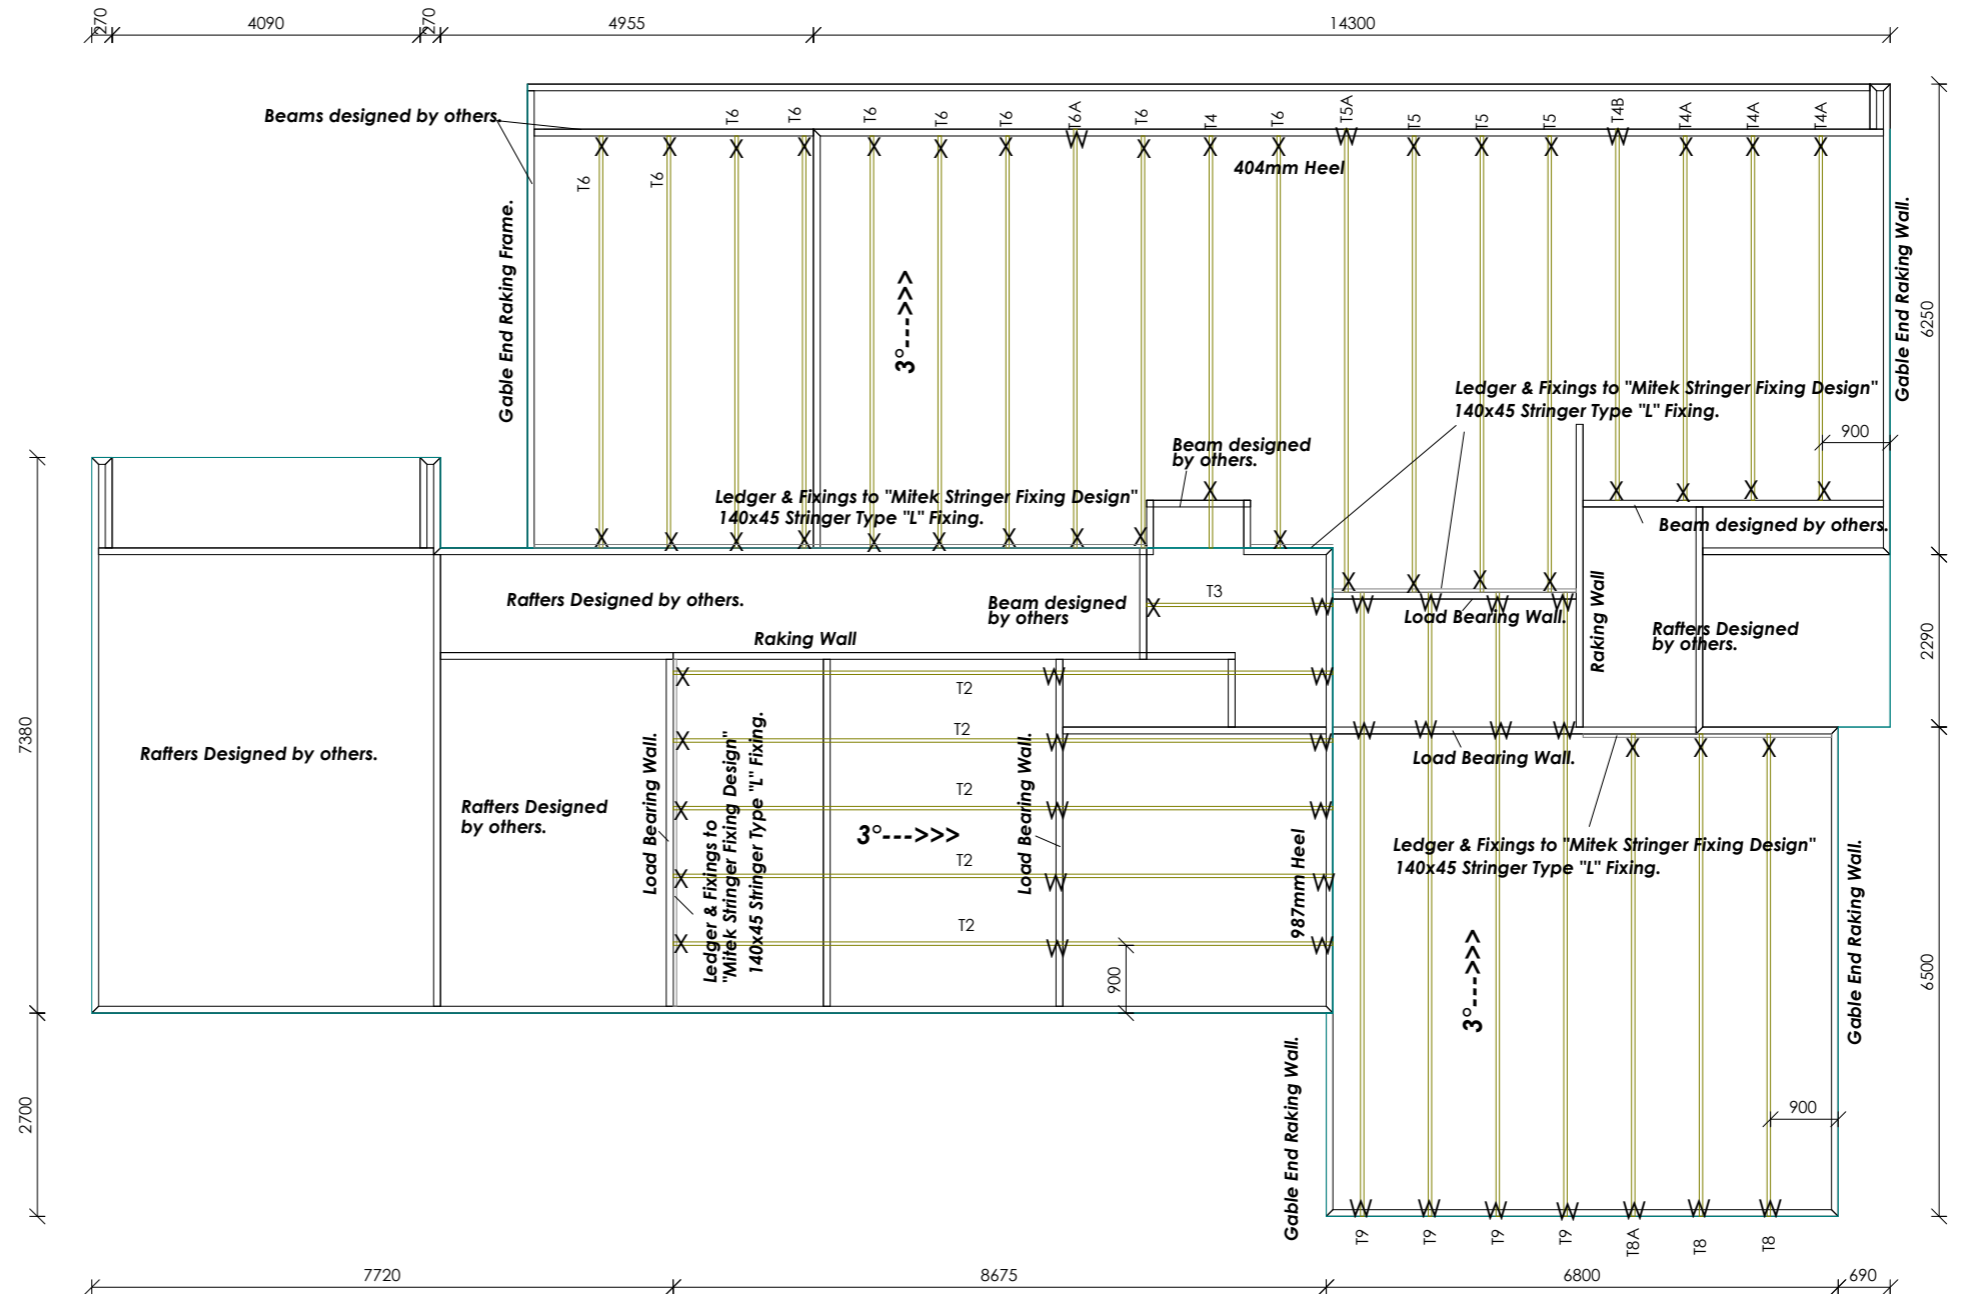 270
4090
270
4955
14300
Beams designed by others.
T6
T6
T6
T6
T6
T6A
T6
T4
T6
T5A
T5
T5
T5
T4B
T4A
T4A
T4A
X X X X X X X W X X X W X X X W X X X
404mm Heel
T6
T6
Gable End Raking Frame.
3°--->>>
Gable End Raking Wall.
6250
Ledger & Fixings to "Mitek Stringer Fixing Design"
140x45 Stringer Type "L" Fixing.
900
Beam designed
by others.
Ledger & Fixings to "Mitek Stringer Fixing Design"
140x45 Stringer Type "L" Fixing.
X X X X X
Beam designed by others.
X X X X X X X X X X
X X X X
W W W W
Rafters Designed by others.
Beam designed
by others
T3
X W
Load Bearing Wall.
Raking Wall
Rafters Designed
by others.
2290
Raking Wall
X W W
T2
T2
X W W
W W W W
X X X
Load Bearing Wall.
7380
Rafters Designed by others.
Rafters Designed
by others.
Load Bearing Wall.
Ledger & Fixings to
"Mitek Stringer Fixing Design"
140x45 Stringer Type "L" Fixing.
T2
X W W
3°--->>>
Load Bearing Wall.
T2
X W W
987mm Heel
T2
X W W
900
Ledger & Fixings to "Mitek Stringer Fixing Design"
140x45 Stringer Type "L" Fixing.
3°--->>>
Gable End Raking Wall.
6500
2700
Gable End Raking Wall.
900
W W W W W W W
T9
T9
T9
T9
T8A
T8
T8
7720
8675
6800
690